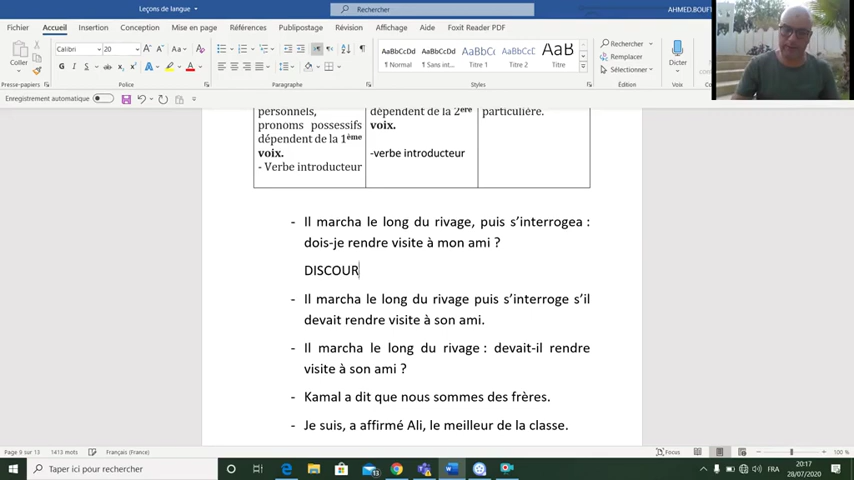 Leçons de langue
Rechercher
AHMED.BOUF
Fichier Accueil Insertion Conception Mise en page Références Publipostage Révision Affichage Aide Foxit Reader PDF
Coller
Calibri 20
AaBbCcDd AaBbCcDd AaBbCc AaBbCcD AaB
1 Normal 1 Sans int... Titre 1 Titre 2 Titre
Rechercher
Remplacer
Sélectionner
Dicter
Presse-papiers Police Paragraphe Styles Édition Voix
Enregistrement automatique
personnels,
pronoms possessifs
dépendent de la 1ème
voix.
- Verbe introducteur
dépendent de la 2ère
voix.
-verbe introducteur
particulière.
- Il marcha le long du rivage, puis s'interrogea :
dois-je rendre visite à mon ami ?
DISCOUR
- Il marcha le long du rivage puis s'interroge s'il
devait rendre visite à son ami.
- Il marcha le long du rivage : devait-il rendre
visite à son ami ?
- Kamal a dit que nous sommes des frères.
- Je suis, a affirmé Ali, le meilleur de la classe.
Page 9 sur 13 1413 mots Français (France) Focus 100 %
Taper ici pour rechercher
FRA
20:17
28/07/2020